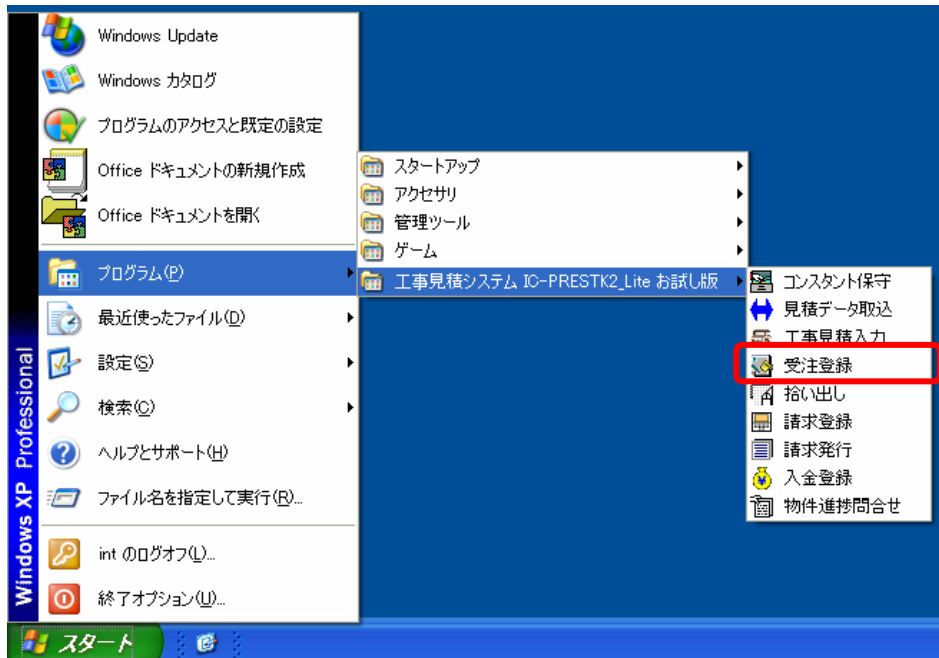 Windows Update
Windows カタログ
プログラムのアクセスと既定の設定
Office ドキュメントの新規作成
Office ドキュメントを開く
プログラム(P)
最近使ったファイル(D)
設定(S)
検索(C)
ヘルプとサポート(H)
ファイル名を指定して実行(R)...
int のログオフ(L)...
終了オプション(U)...
Windows XP Professional
スタート
スタートアップ
アクセサリ
管理ツール
ゲーム
工事見積システム IC-PRESTK2_Lite お試し版
コンスタント保守
見積データ取込
工事見積入力
受注登録
拾い出し
請求登録
請求発行
入金登録
物件進捗問合せ